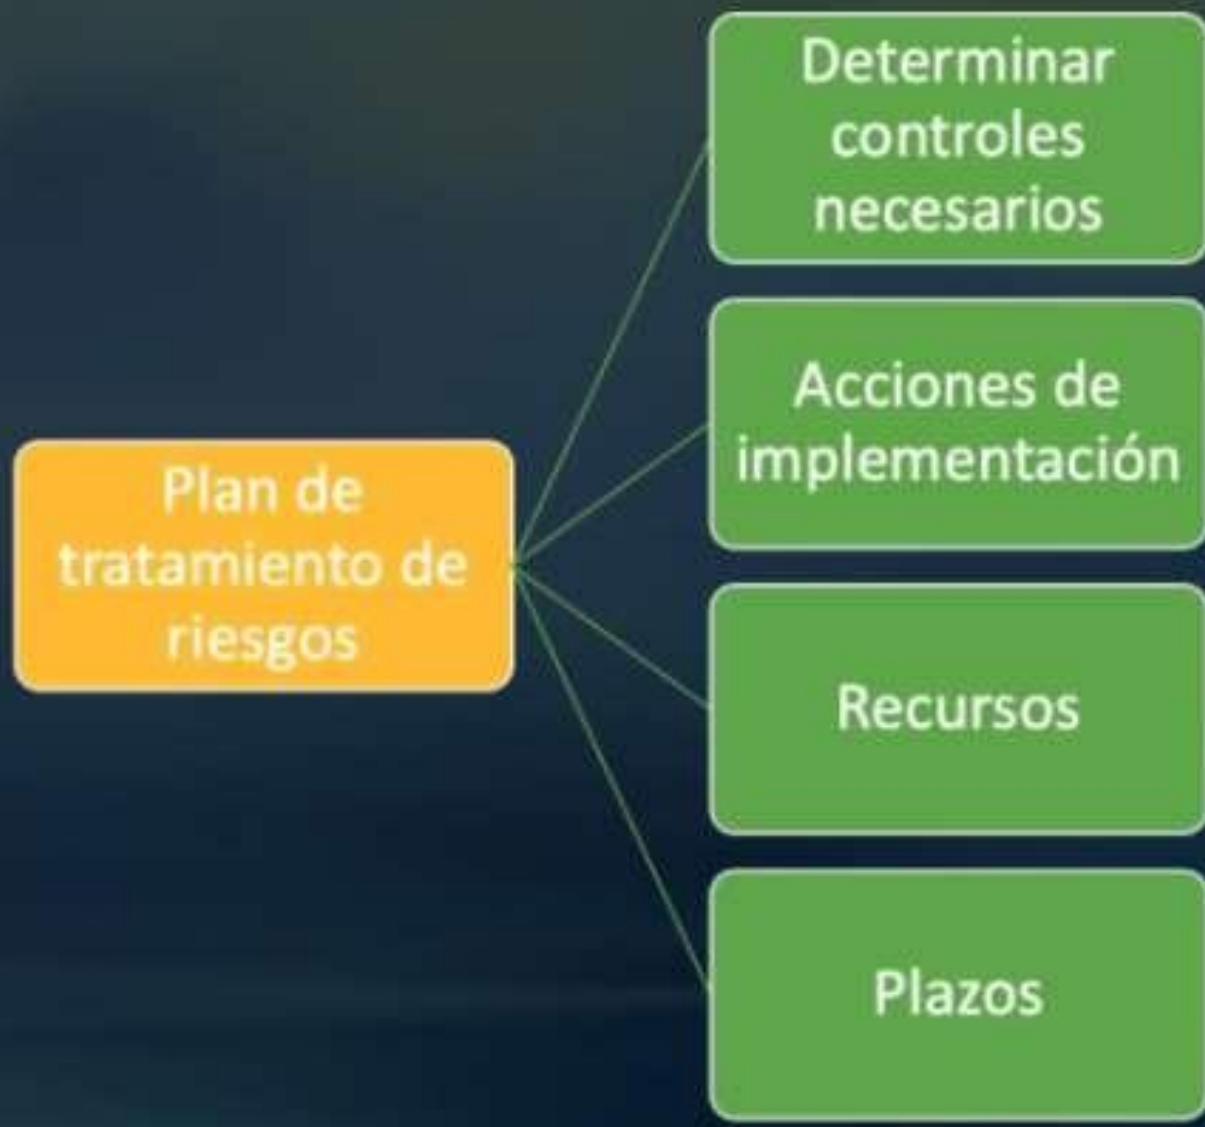 Plan de
tratamiento de
riesgos
Determinar
controles
necesarios
Acciones de
implementación
Recursos
Plazos